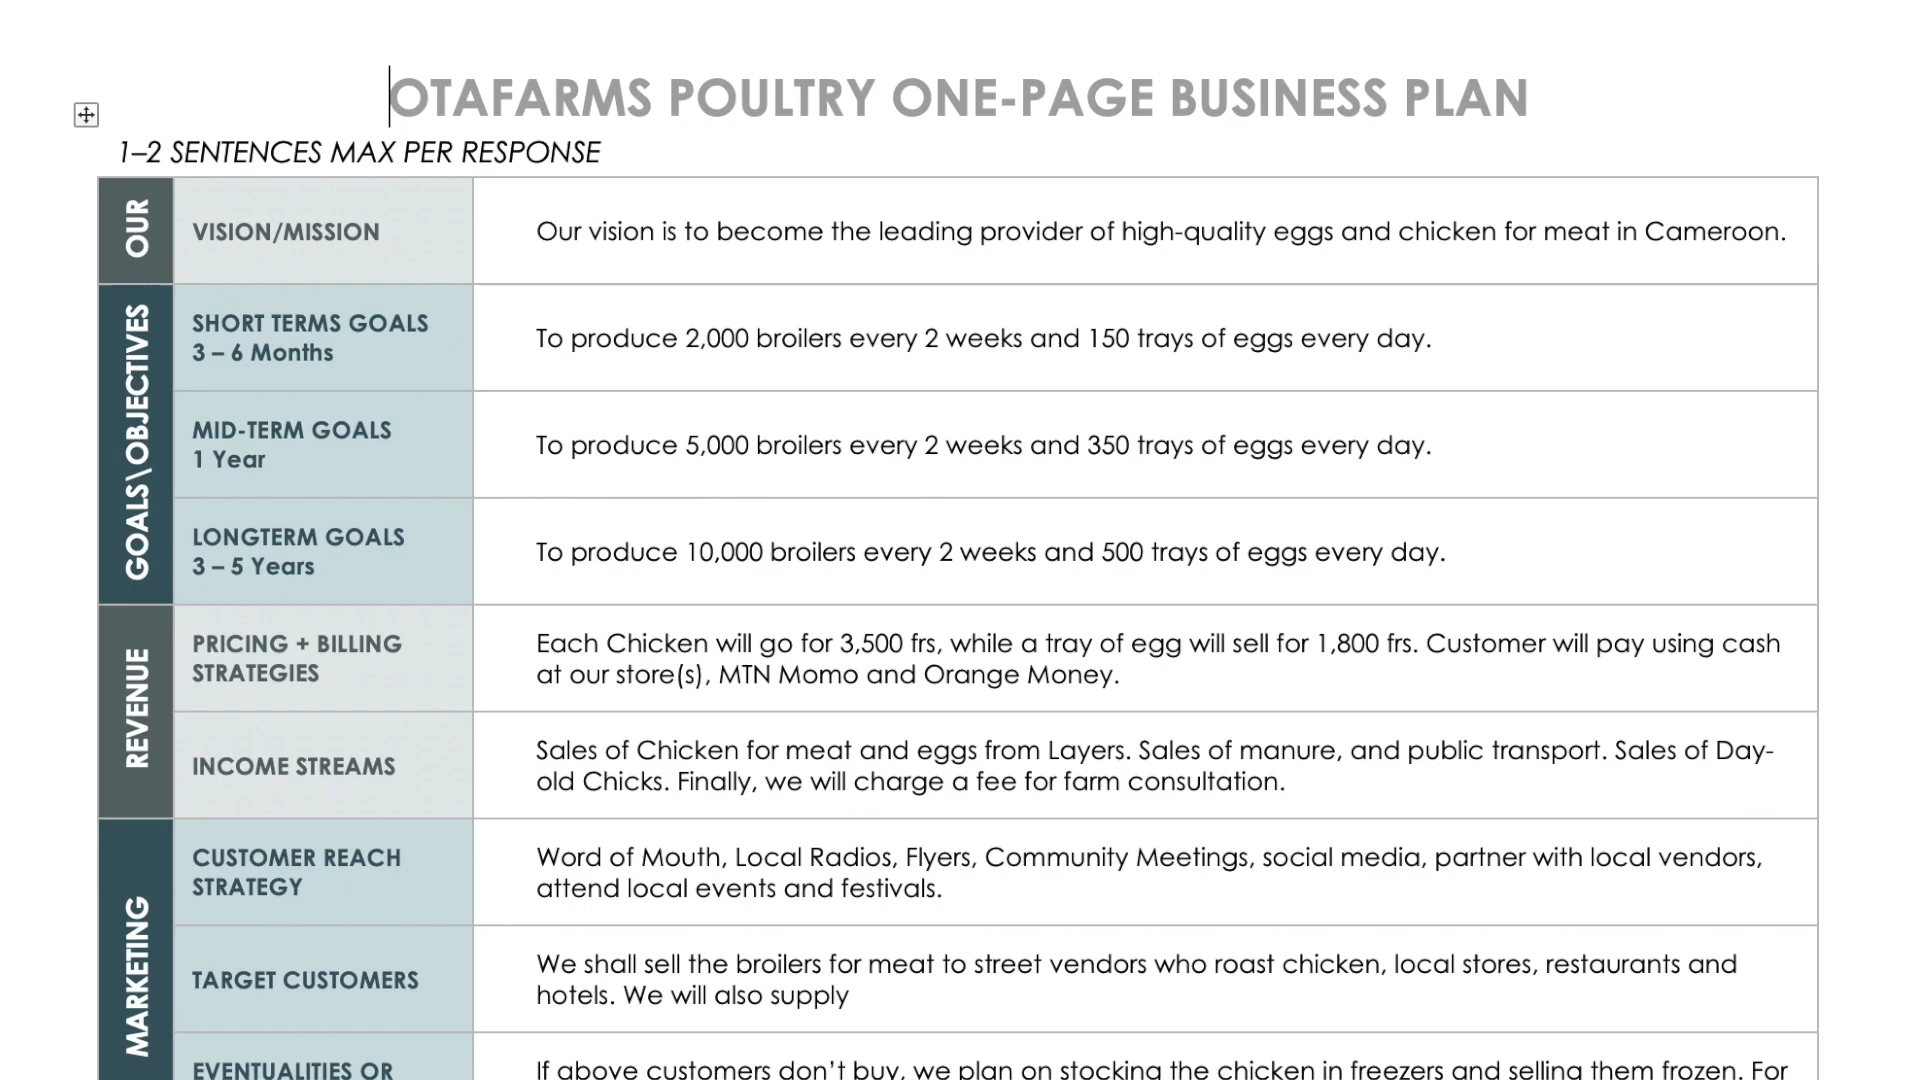 OTAFARMS POULTRY ONE-PAGE BUSINESS PLAN
1–2 SENTENCES MAX PER RESPONSE
OUR
VISION/MISSION
Our vision is to become the leading provider of high-quality eggs and chicken for meat in Cameroon.
GOALS\OBJECTIVES
SHORT TERMS GOALS
3 – 6 Months
To produce 2,000 broilers every 2 weeks and 150 trays of eggs every day.
MID-TERM GOALS
1 Year
To produce 5,000 broilers every 2 weeks and 350 trays of eggs every day.
LONGTERM GOALS
3 – 5 Years
To produce 10,000 broilers every 2 weeks and 500 trays of eggs every day.
REVENUE
PRICING + BILLING
STRATEGIES
Each Chicken will go for 3,500 frs, while a tray of egg will sell for 1,800 frs. Customer will pay using cash
at our store(s), MTN Momo and Orange Money.
INCOME STREAMS
Sales of Chicken for meat and eggs from Layers. Sales of manure, and public transport. Sales of Day-
old Chicks. Finally, we will charge a fee for farm consultation.
MARKETING
CUSTOMER REACH
STRATEGY
Word of Mouth, Local Radios, Flyers, Community Meetings, social media, partner with local vendors,
attend local events and festivals.
TARGET CUSTOMERS
We shall sell the broilers for meat to street vendors who roast chicken, local stores, restaurants and
hotels. We will also supply
EVENTUALITIES OR
If above customers don’t buy, we plan on stocking the chicken in freezers and selling them frozen. For